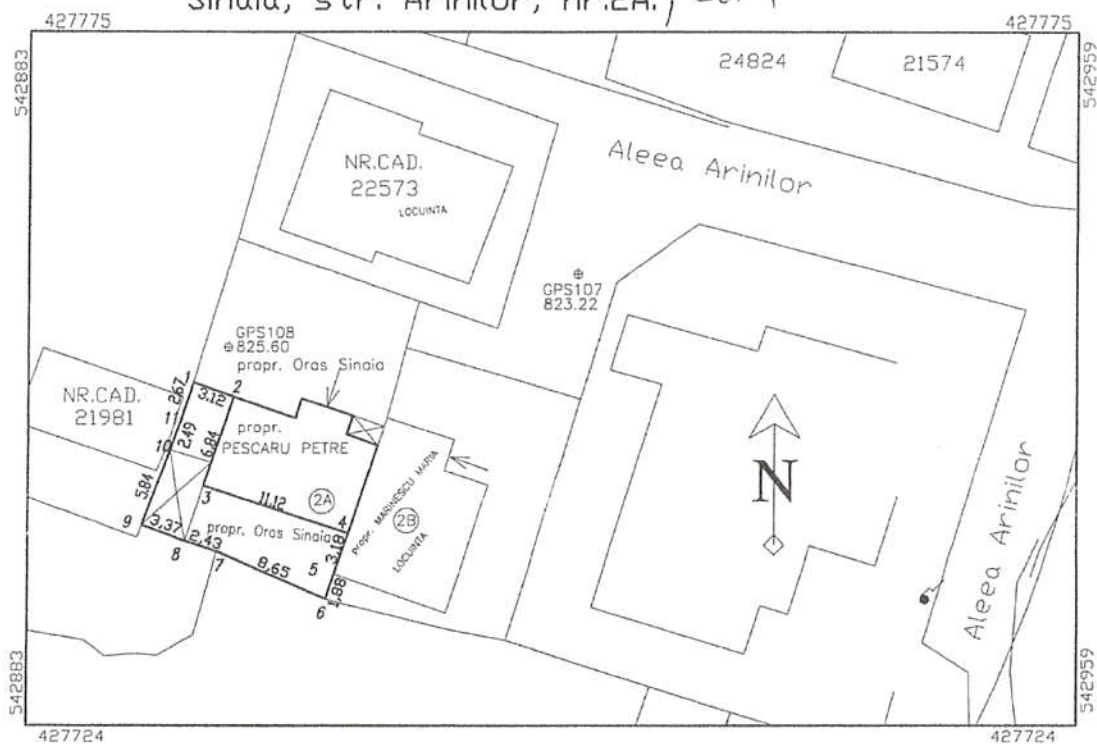 Sinaia, str. Arinilor, nr.2A.,
427775
427775
542883
542959
24824
21574
Aleea Arinilor
NR.CAD.
22573
LOCUINTA
GPS107
823.22
GPS108
825.60
propr. Oras Sinaia
NR.CAD.
21981
1
2
2,67
3,12
11
10
2,49
6,84
propr.
PESCARU PETRE
5,84
3
11,12
2A
4
propr. MARINESCU MARIA
2B
LOCUINTA
9
3,37
8
2,43
7
propr. Oras Sinaia
8,65
5
3,18
6
1,88
N
Aleea Arinilor
542883
542959
427724
427724